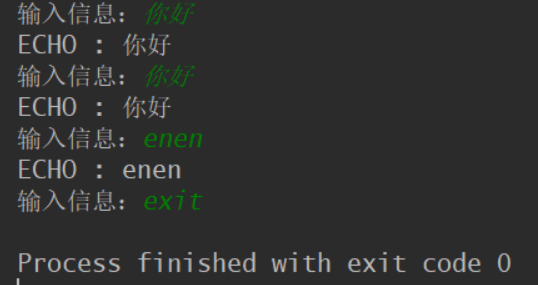 输入信息：你好
ECHO : 你好
输入信息：你好
ECHO : 你好
输入信息：enen
ECHO : enen
输入信息：exit
Process finished with exit code 0